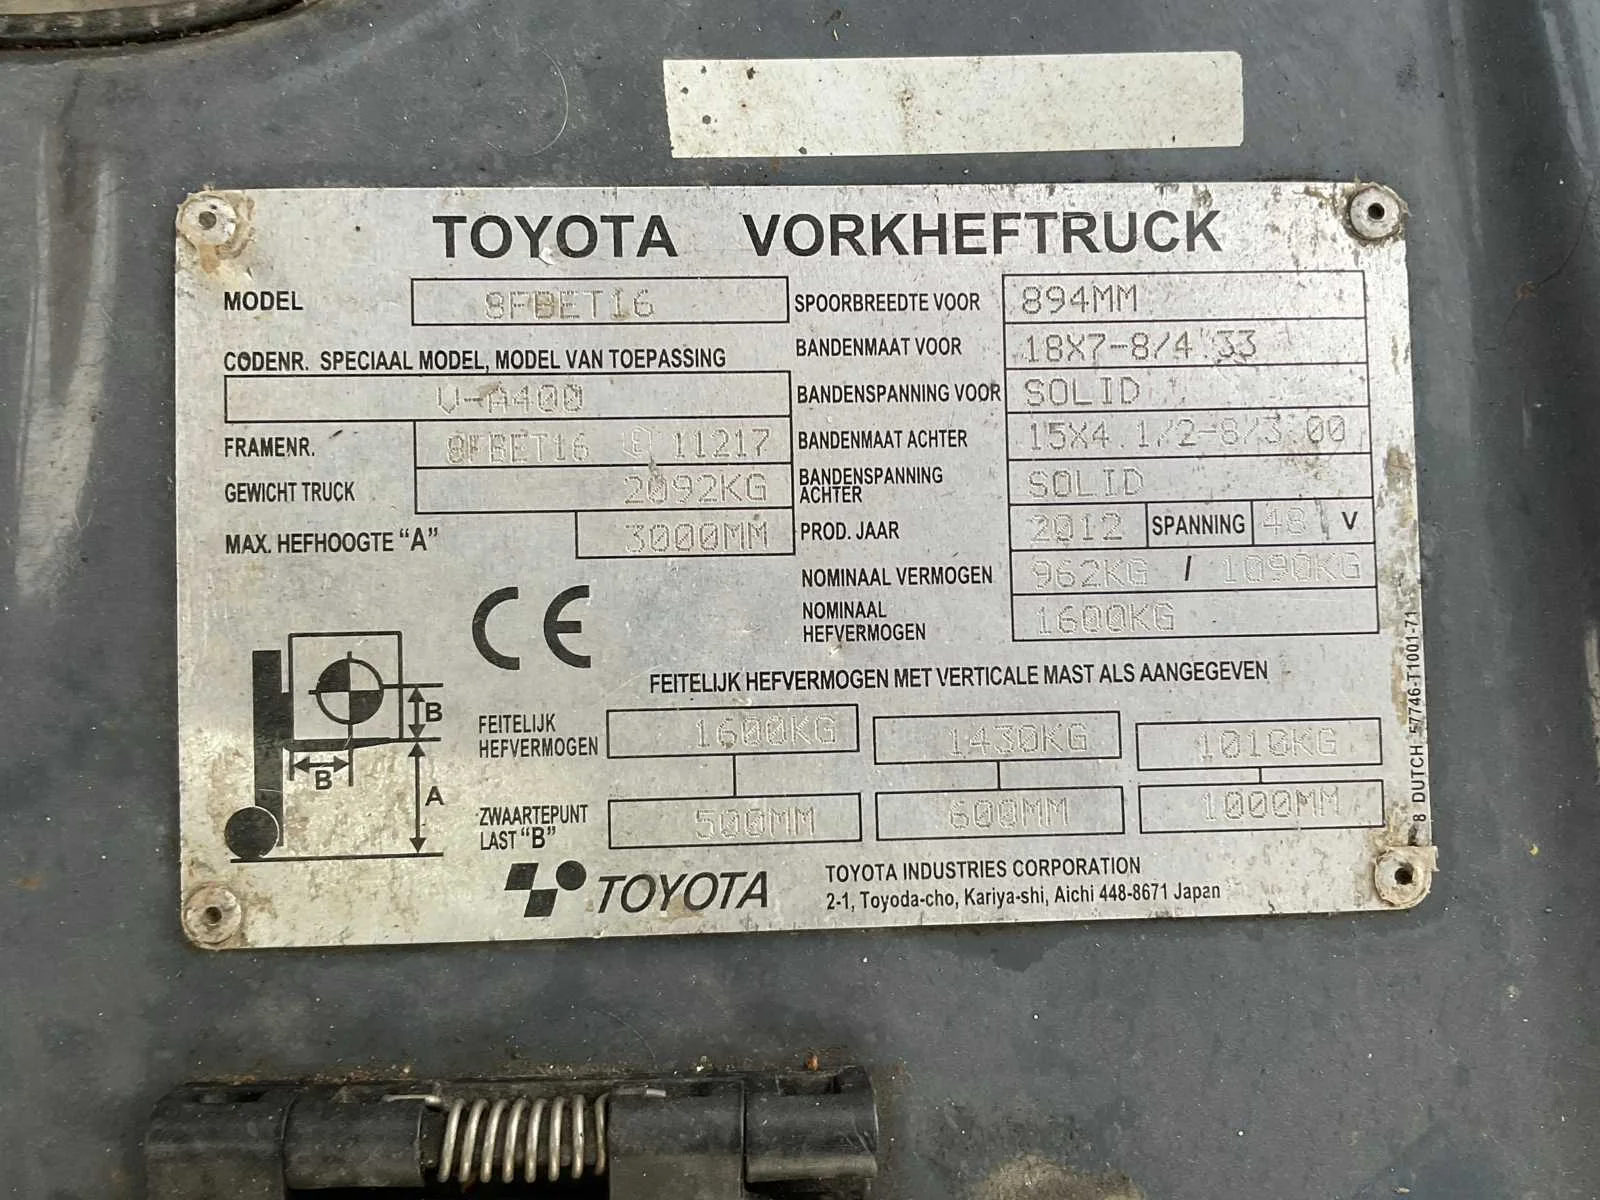 TOYOTA VORKHEFTRUCK
MODEL 8FBET16
CODENR. SPECIAAL MODEL, MODEL VAN TOEPASSING
V-A400
FRAMENR. 8FBET16 11217
GEWICHT TRUCK 2092KG
MAX. HEFHOOGTE "A" 3000MM
SPOORBREEDTE VOOR 894MM
BANDENMAAT VOOR 18X7-8/4.33
BANDENSPANNING VOOR SOLID
BANDENMAAT ACHTER 15X4.1/2-8/3.00
BANDENSPANNING
ACHTER SOLID
PROD. JAAR 2012 SPANNING 48 V
NOMINAAL VERMOGEN 962KG / 1090KG
NOMINAAL
HEFVERMOGEN 1600KG
CE
B
B
A
FEITELIJK HEFVERMOGEN MET VERTICALE MAST ALS AANGEGEVEN
FEITELIJK
HEFVERMOGEN 1600KG 1430KG 1010KG
ZWAARTEPUNT
LAST "B" 500MM 600MM 1000MM
TOYOTA
TOYOTA INDUSTRIES CORPORATION
2-1, Toyoda-cho, Kariya-shi, Aichi 448-8671 Japan
8 DUTCH 57746-T1001-71